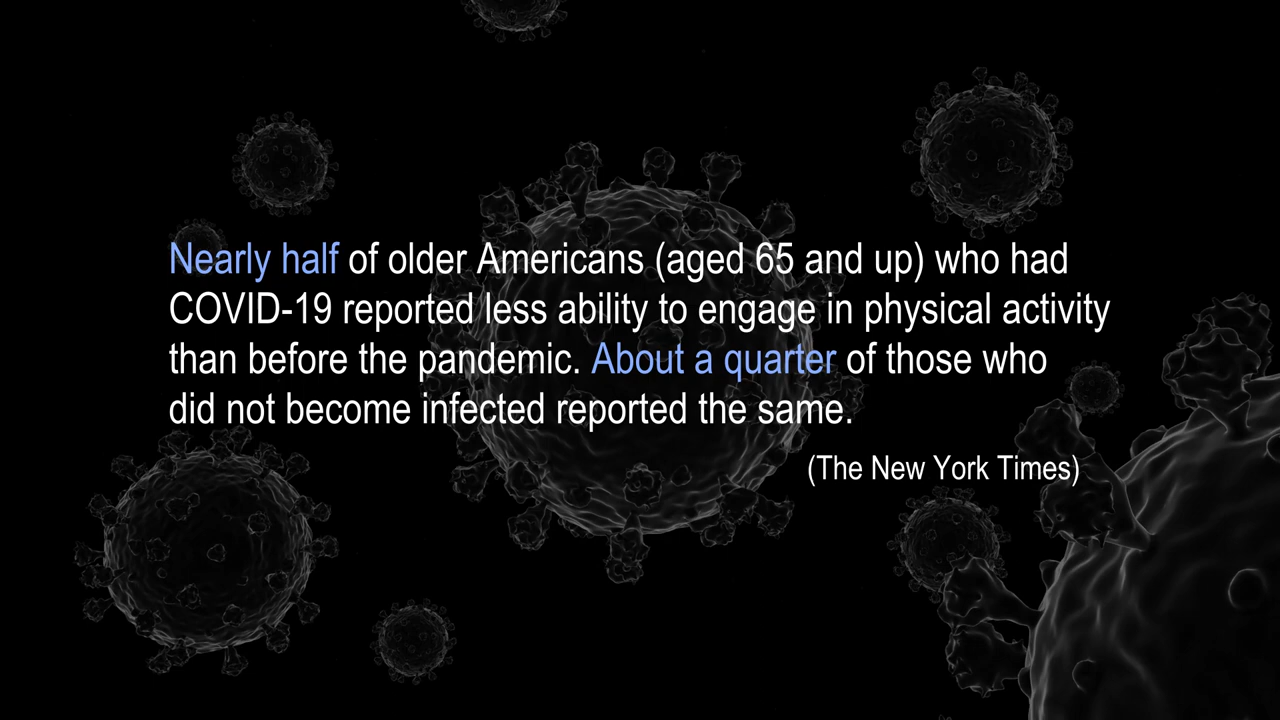 Nearly half of older Americans (aged 65 and up) who had
COVID-19 reported less ability to engage in physical activity
than before the pandemic. About a quarter of those who
did not become infected reported the same.
(The New York Times)